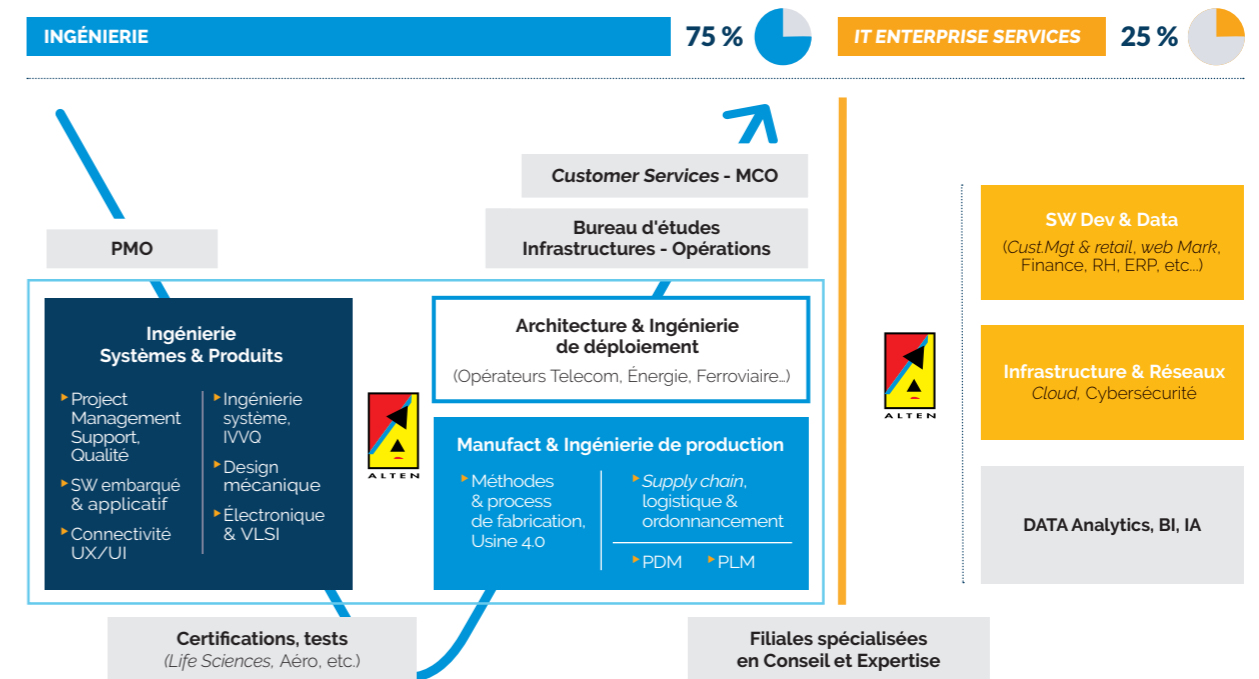 INGÉNIERIE
75 %
IT ENTERPRISE SERVICES
25 %
Customer Services - MCO
Bureau d'études
Infrastructures - Opérations
PMO
Ingénierie
Systèmes & Produits
Project
Management
Support,
Qualité
SW embarqué
& applicatif
Connectivité
UX/UI
Ingénierie
système,
IVVQ
Design
mécanique
Électronique
& VLSI
ALTEN
Architecture & Ingénierie
de déploiement
(Opérateurs Telecom, Énergie, Ferroviaire...)
Manufact & Ingénierie de production
Méthodes
& process
de fabrication,
Usine 4.0
Supply chain,
logistique &
ordonnancement
PDM
PLM
Certifications, tests
(Life Sciences, Aéro, etc.)
Filiales spécialisées
en Conseil et Expertise
ALTEN
SW Dev & Data
(Cust.Mgt & retail, web Mark,
Finance, RH, ERP, etc...)
Infrastructure & Réseaux
Cloud, Cybersécurité
DATA Analytics, BI, IA